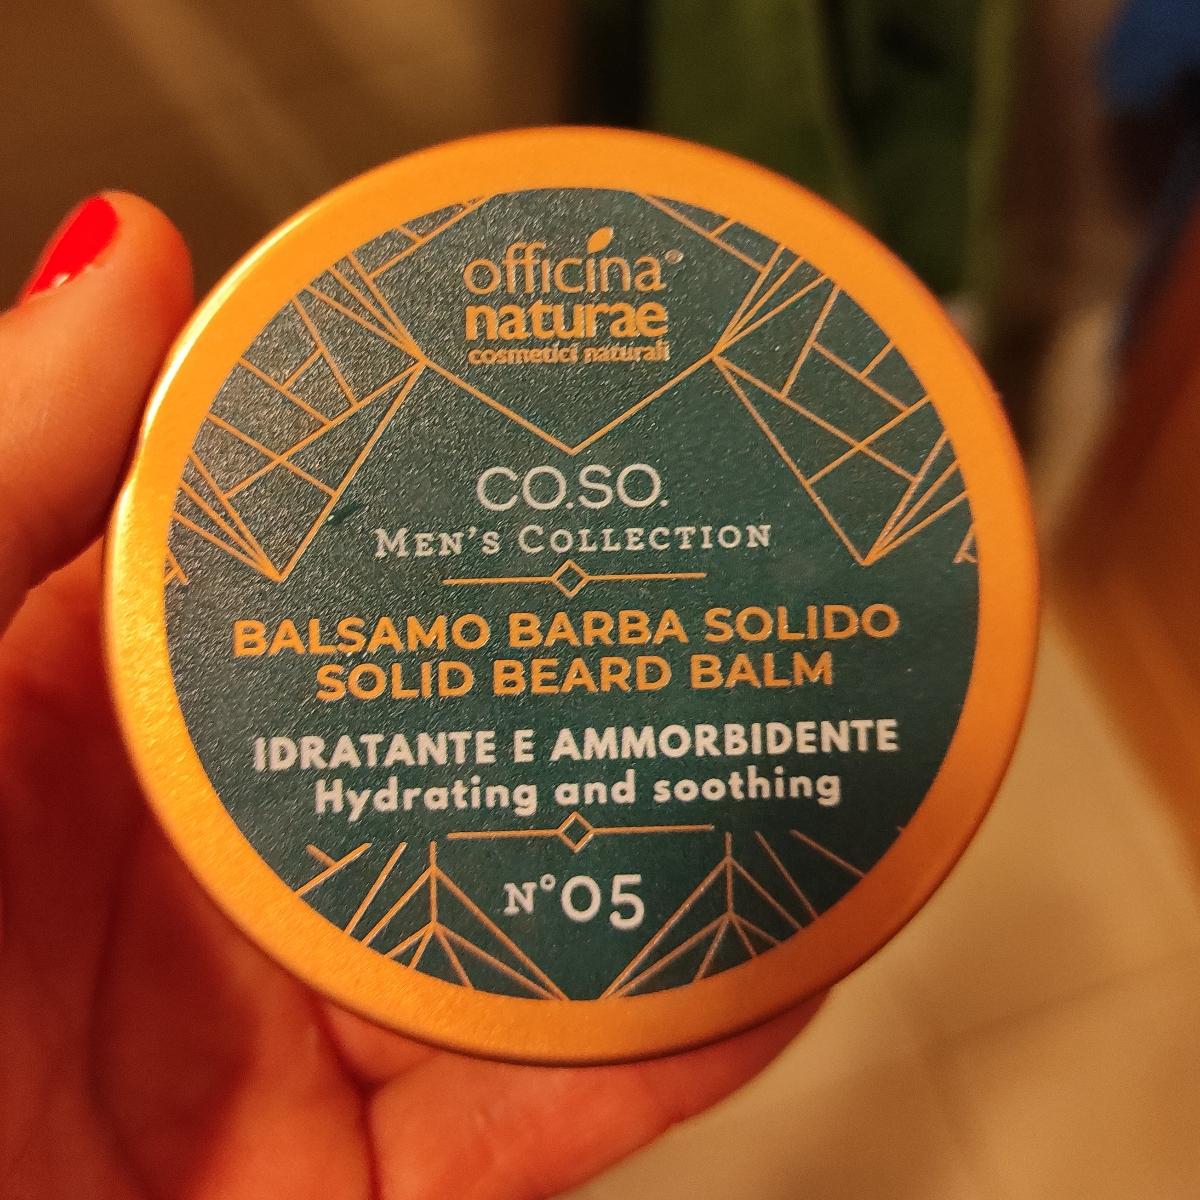 officina®
naturae
cosmetici naturali
CO.SO.
MEN'S COLLECTION
BALSAMO BARBA SOLIDO
SOLID BEARD BALM
IDRATANTE E AMMORBIDENTE
Hydrating and soothing
N°05